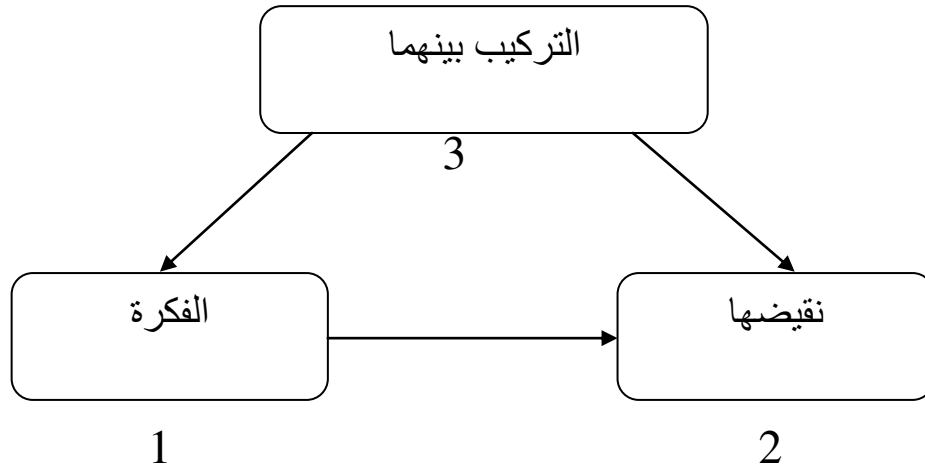 التركيب بينهما
3
الفكرة
نقيضها
1
2